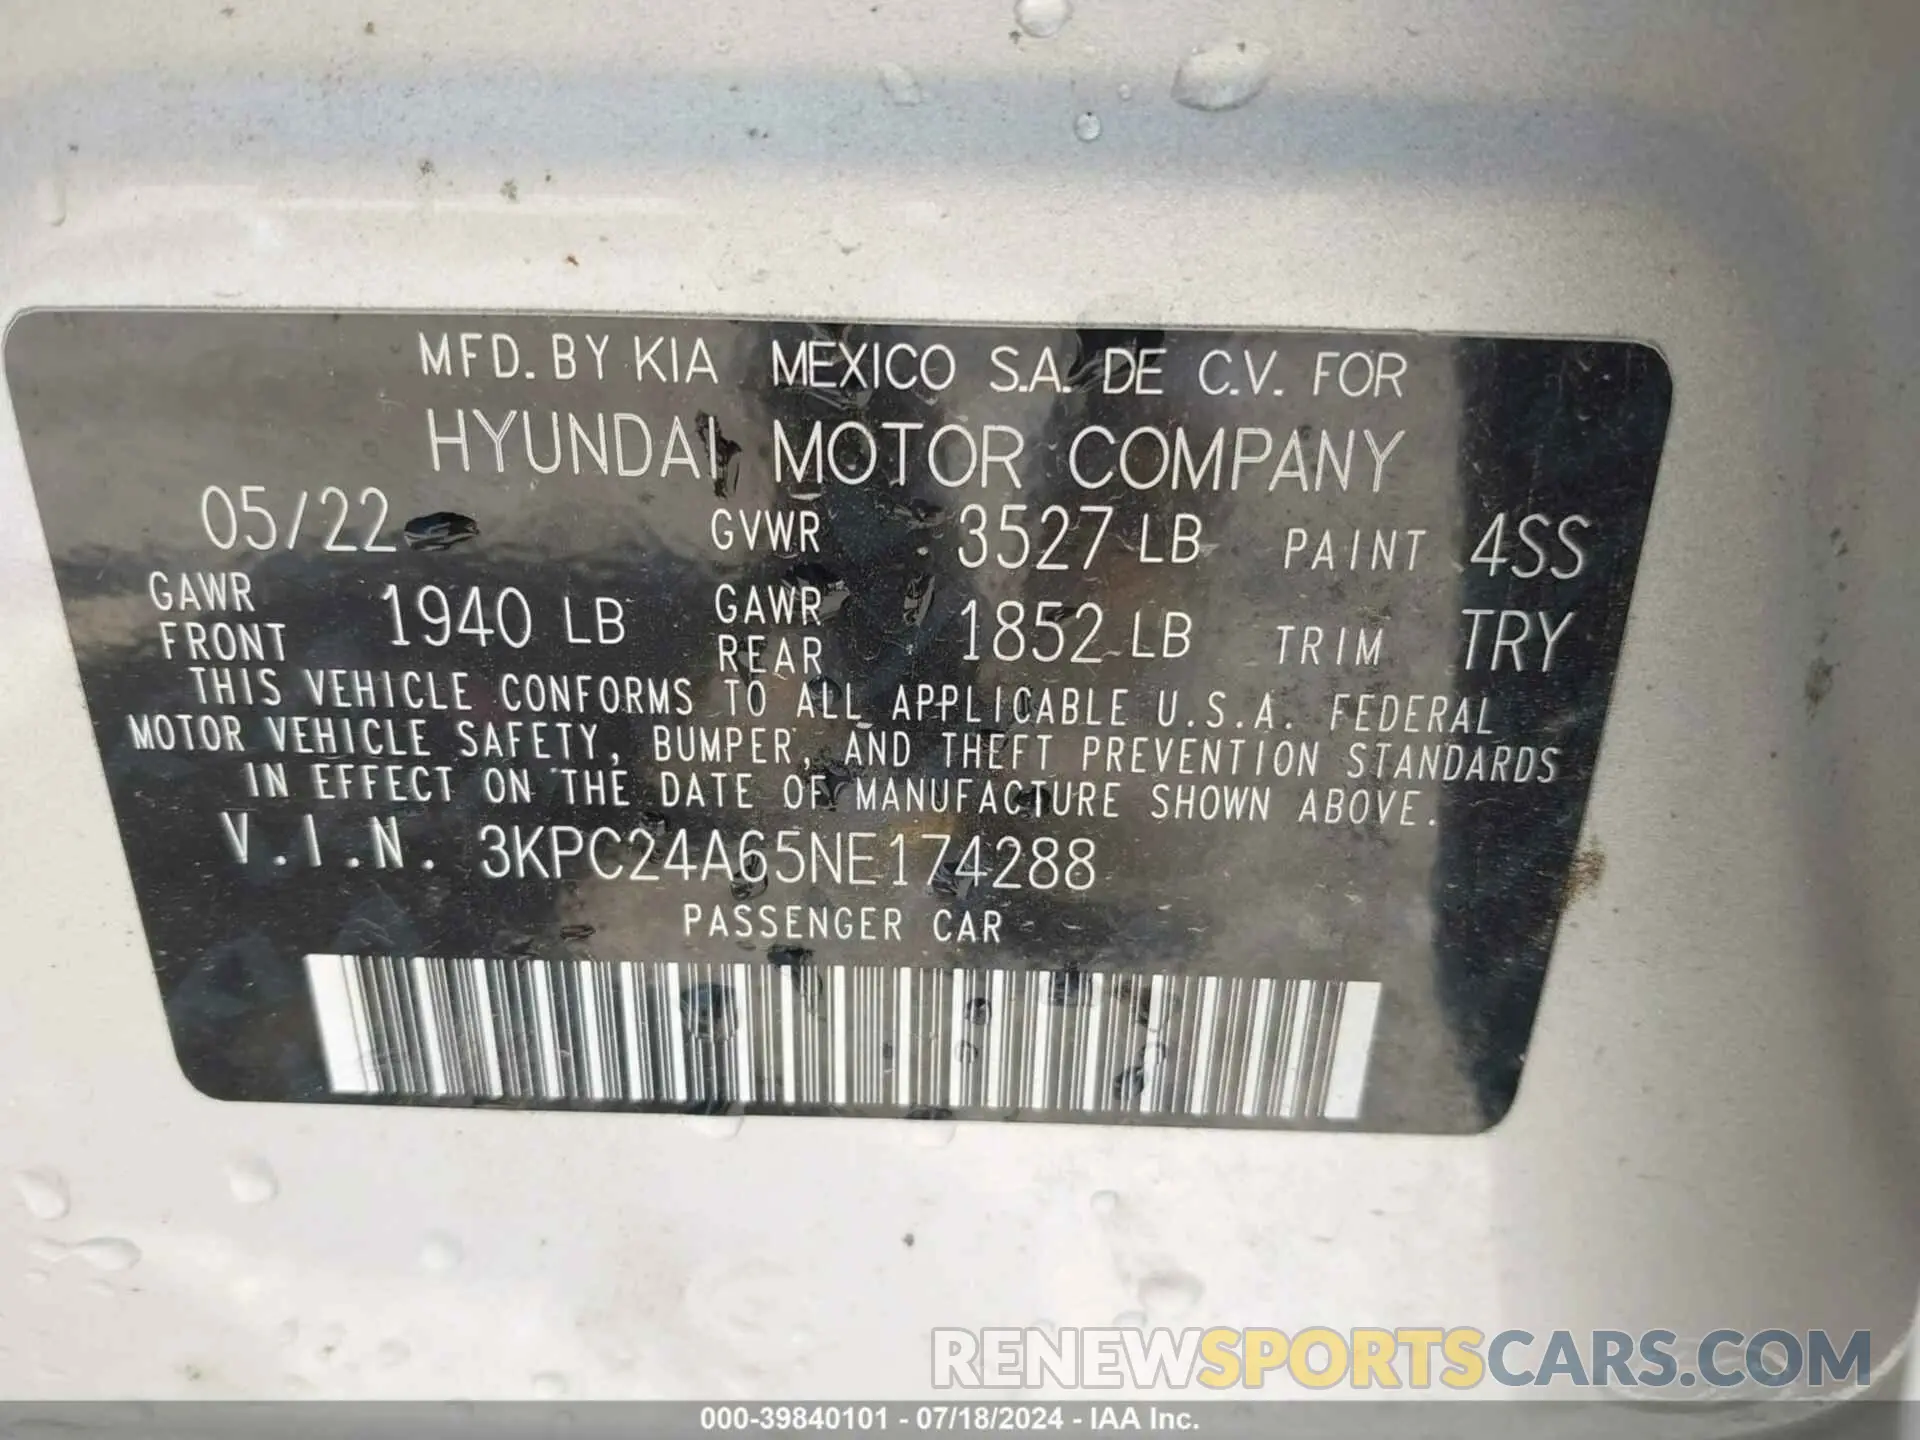 MFD. BY KIA MEXICO S.A. DE C.V. FOR
HYUNDAI MOTOR COMPANY
05/22 GVWR 3527 LB PAINT 4SS
GAWR FRONT 1940 LB GAWR REAR 1852 LB TRIM TRY
THIS VEHICLE CONFORMS TO ALL APPLICABLE U.S.A. FEDERAL
MOTOR VEHICLE SAFETY, BUMPER, AND THEFT PREVENTION STANDARDS
IN EFFECT ON THE DATE OF MANUFACTURE SHOWN ABOVE.
V.I.N. 3KPC24A65NE174288
PASSENGER CAR
RENEWSPORTSCARS.COM
000-39840101 - 07/18/2024 - IAA Inc.